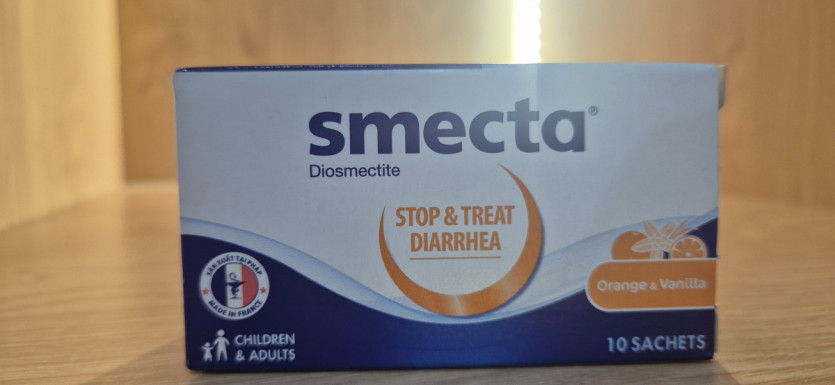 smecta®
Diosmectite
STOP & TREAT
DIARRHEA
Orange & Vanilla
SẢN XUẤT TẠI PHÁP
MADE IN FRANCE
CHILDREN
& ADULTS
10 SACHETS